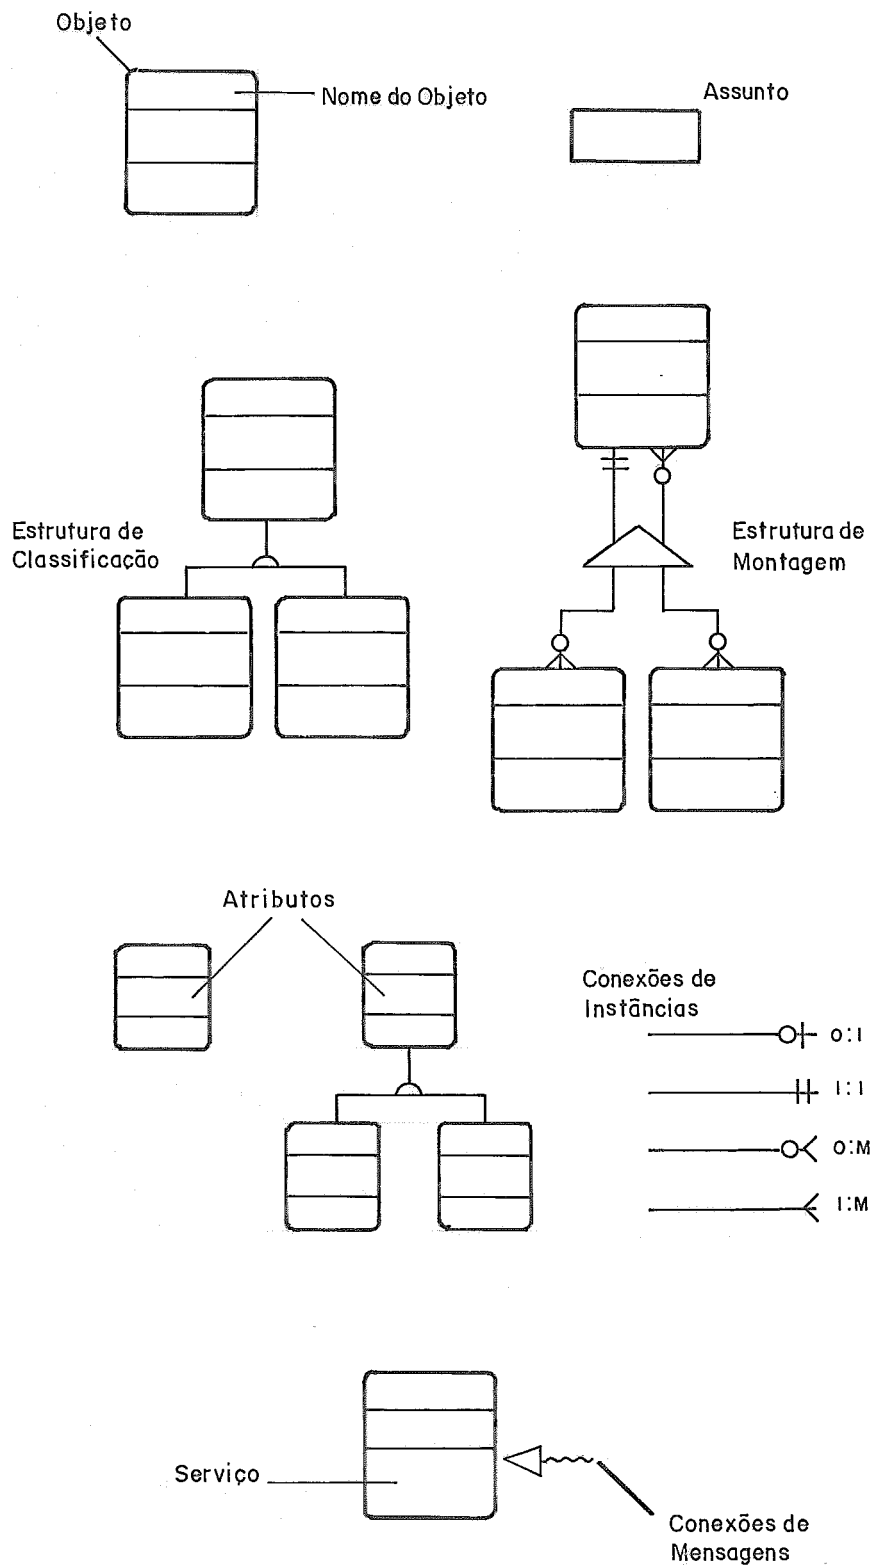 Objeto
Nome do Objeto
Assunto
Estrutura de
Classificação
Estrutura de
Montagem
Atributos
Conexões de
Instâncias
0:1
1:1
0:M
1:M
Serviço
Conexões de
Mensagens